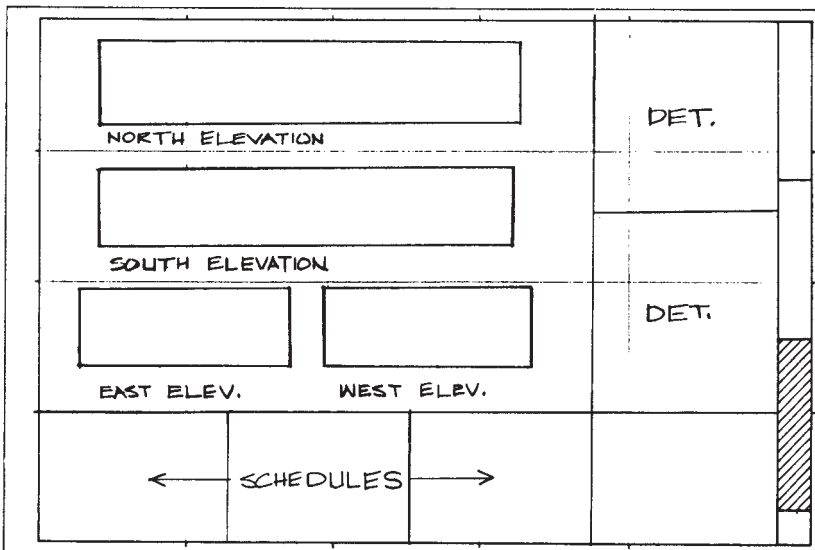 NORTH ELEVATION
DET.
SOUTH ELEVATION
DET.
EAST ELEV.
WEST ELEV.
SCHEDULES